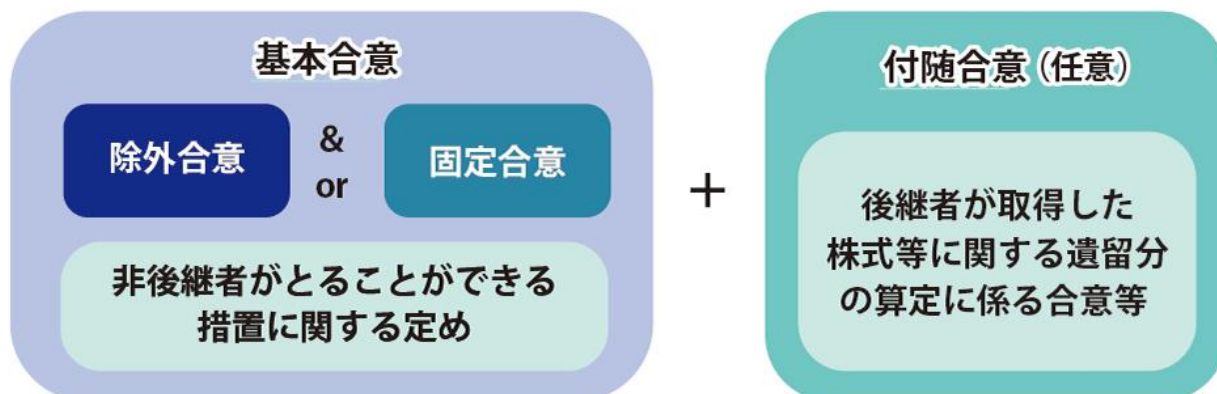 基本合意
除外合意
&
or
固定合意
非後継者がとることができる
措置に関する定め
+
付随合意（任意）
後継者が取得した
株式等に関する遺留分
の算定に係る合意等